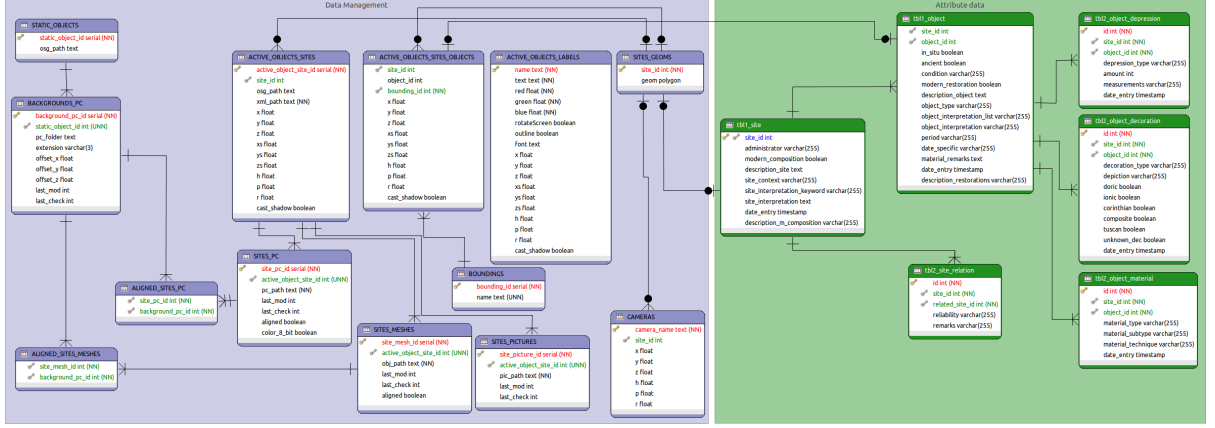 Data Management
Attribute data
STATIC_OBJECTS
static_object_id serial (NN)
osg_path text
BACKGROUNDS_PC
background_pc_id serial (NN)
static_object_id int (UNN)
pc_folder text
extension varchar(3)
offset_x float
offset_y float
offset_z float
last_mod int
last_check int
ALIGNED_SITES_PC
site_pc_id int (NN)
background_pc_id int (NN)
ALIGNED_SITES_MESHES
site_mesh_id int (NN)
background_pc_id int (NN)
ACTIVE_OBJECTS_SITES
active_object_site_id serial (NN)
site_id int
osg_path text
xml_path text (NN)
x float
y float
z float
xs float
ys float
zs float
h float
p float
r float
cast_shadow boolean
SITES_PC
site_pc_id serial (NN)
active_object_site_id int (UNN)
pc_path text (NN)
last_mod int
last_check int
aligned boolean
color_8_bit boolean
ACTIVE_OBJECTS_SITES_OBJECTS
site_id int
object_id int
bounding_id int (NN)
x float
y float
z float
xs float
ys float
zs float
h float
p float
r float
cast_shadow boolean
BOUNDINGS
bounding_id serial (NN)
name text (UNN)
SITES_MESHES
site_mesh_id serial (NN)
active_object_site_id int (UNN)
obj_path text (NN)
last_mod int
last_check int
aligned boolean
SITES_PICTURES
site_picture_id serial (NN)
active_object_site_id int (UNN)
pic_path text (NN)
last_mod int
last_check int
ACTIVE_OBJECTS_LABELS
name text (NN)
text text (NN)
red float (NN)
green float (NN)
blue float (NN)
rotateScreen boolean
outline boolean
font text
x float
y float
z float
xs float
ys float
zs float
h float
p float
r float
cast_shadow boolean
SITES_GEOMS
site_id int (NN)
geom polygon
CAMERAS
camera_name text (NN)
site_id int
x float
y float
z float
h float
p float
r float
tbl1_site
site_id int
administrator varchar(255)
modern_composition boolean
description_site text
site_context varchar(255)
site_interpretation_keyword varchar(255)
site_interpretation text
date_entry timestamp
description_m_composition varchar(255)
tbl1_object
site_id int
object_id int
in_situ boolean
ancient boolean
condition varchar(255)
modern_restoration boolean
description_object text
object_type varchar(255)
object_interpretation_list varchar(255)
object_interpretation varchar(255)
period varchar(255)
date_specific varchar(255)
material_remarks text
date_entry timestamp
description_restorations varchar(255)
tbl2_site_relation
id int (NN)
site_id int (NN)
related_site_id int (NN)
reliability varchar(255)
remarks varchar(255)
tbl2_object_depression
id int (NN)
site_id int (NN)
object_id int (NN)
depression_type varchar(255)
amount int
measurements varchar(255)
date_entry timestamp
tbl2_object_decoration
id int (NN)
site_id int (NN)
object_id int (NN)
decoration_type varchar(255)
depiction varchar(255)
doric boolean
ionic boolean
corinthian boolean
composite boolean
tuscan boolean
unknown_dec boolean
date_entry timestamp
tbl2_object_material
id int (NN)
site_id int (NN)
object_id int (NN)
material_type varchar(255)
material_subtype varchar(255)
material_technique varchar(255)
date_entry timestamp